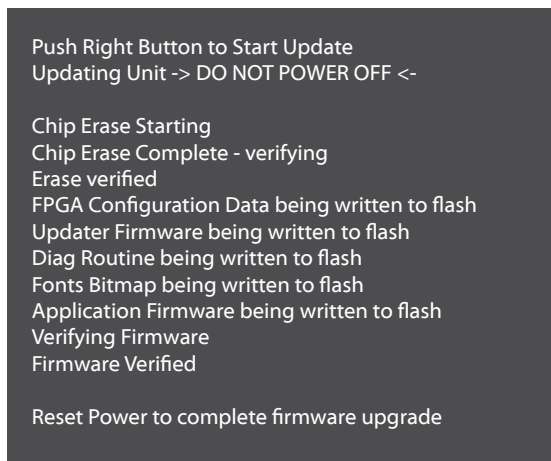 Push Right Button to Start Update
Updating Unit -> DO NOT POWER OFF <-
Chip Erase Starting
Chip Erase Complete - verifying
Erase verified
FPGA Configuration Data being written to flash
Updater Firmware being written to flash
Diag Routine being written to flash
Fonts Bitmap being written to flash
Application Firmware being written to flash
Verifying Firmware
Firmware Verified
Reset Power to complete firmware upgrade